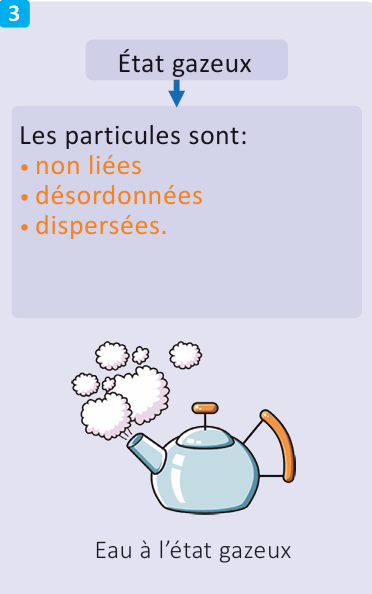 3
État gazeux
Les particules sont:
• non liées
• désordonnées
• dispersées.
Eau à l’état gazeux